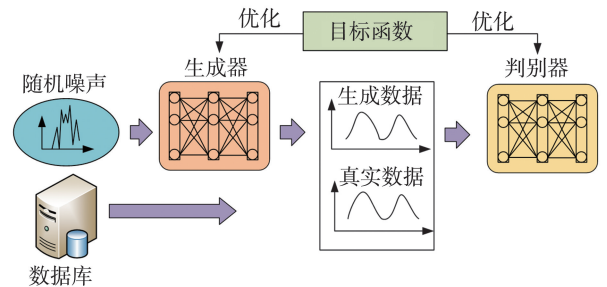 优化
目标函数
优化
生成器
判别器
随机噪声
生成数据
真实数据
数据库